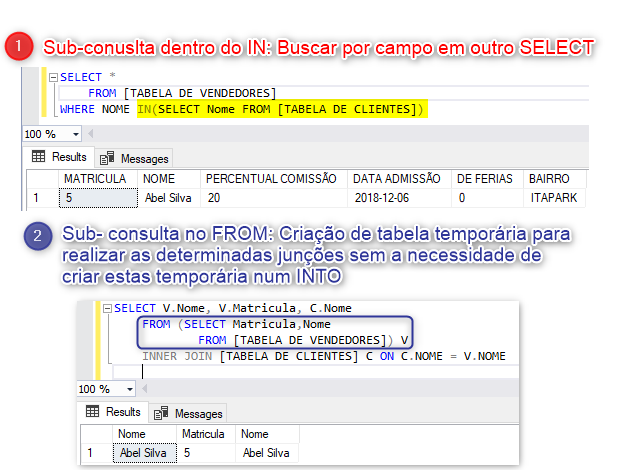 1 Sub-conuslta dentro do IN: Buscar por campo em outro SELECT
SELECT *
FROM [TABELA DE VENDEDORES]
WHERE NOME IN(SELECT Nome FROM [TABELA DE CLIENTES])
100 %
Results Messages
MATRICULA NOME PERCENTUAL COMISSÃO DATA ADMISSÃO DE FERIAS BAIRRO
1 5 Abel Silva 20 2018-12-06 0 ITAPARK
2 Sub- consulta no FROM: Criação de tabela temporária para
realizar as determinadas junções sem a necessidade de
criar estas temporária num INTO
SELECT V.Nome, V.Matricula, C.Nome
FROM (SELECT Matricula,Nome
FROM [TABELA DE VENDEDORES]) V
INNER JOIN [TABELA DE CLIENTES] C ON C.NOME = V.NOME
100 %
Results Messages
Nome Matricula Nome
1 Abel Silva 5 Abel Silva